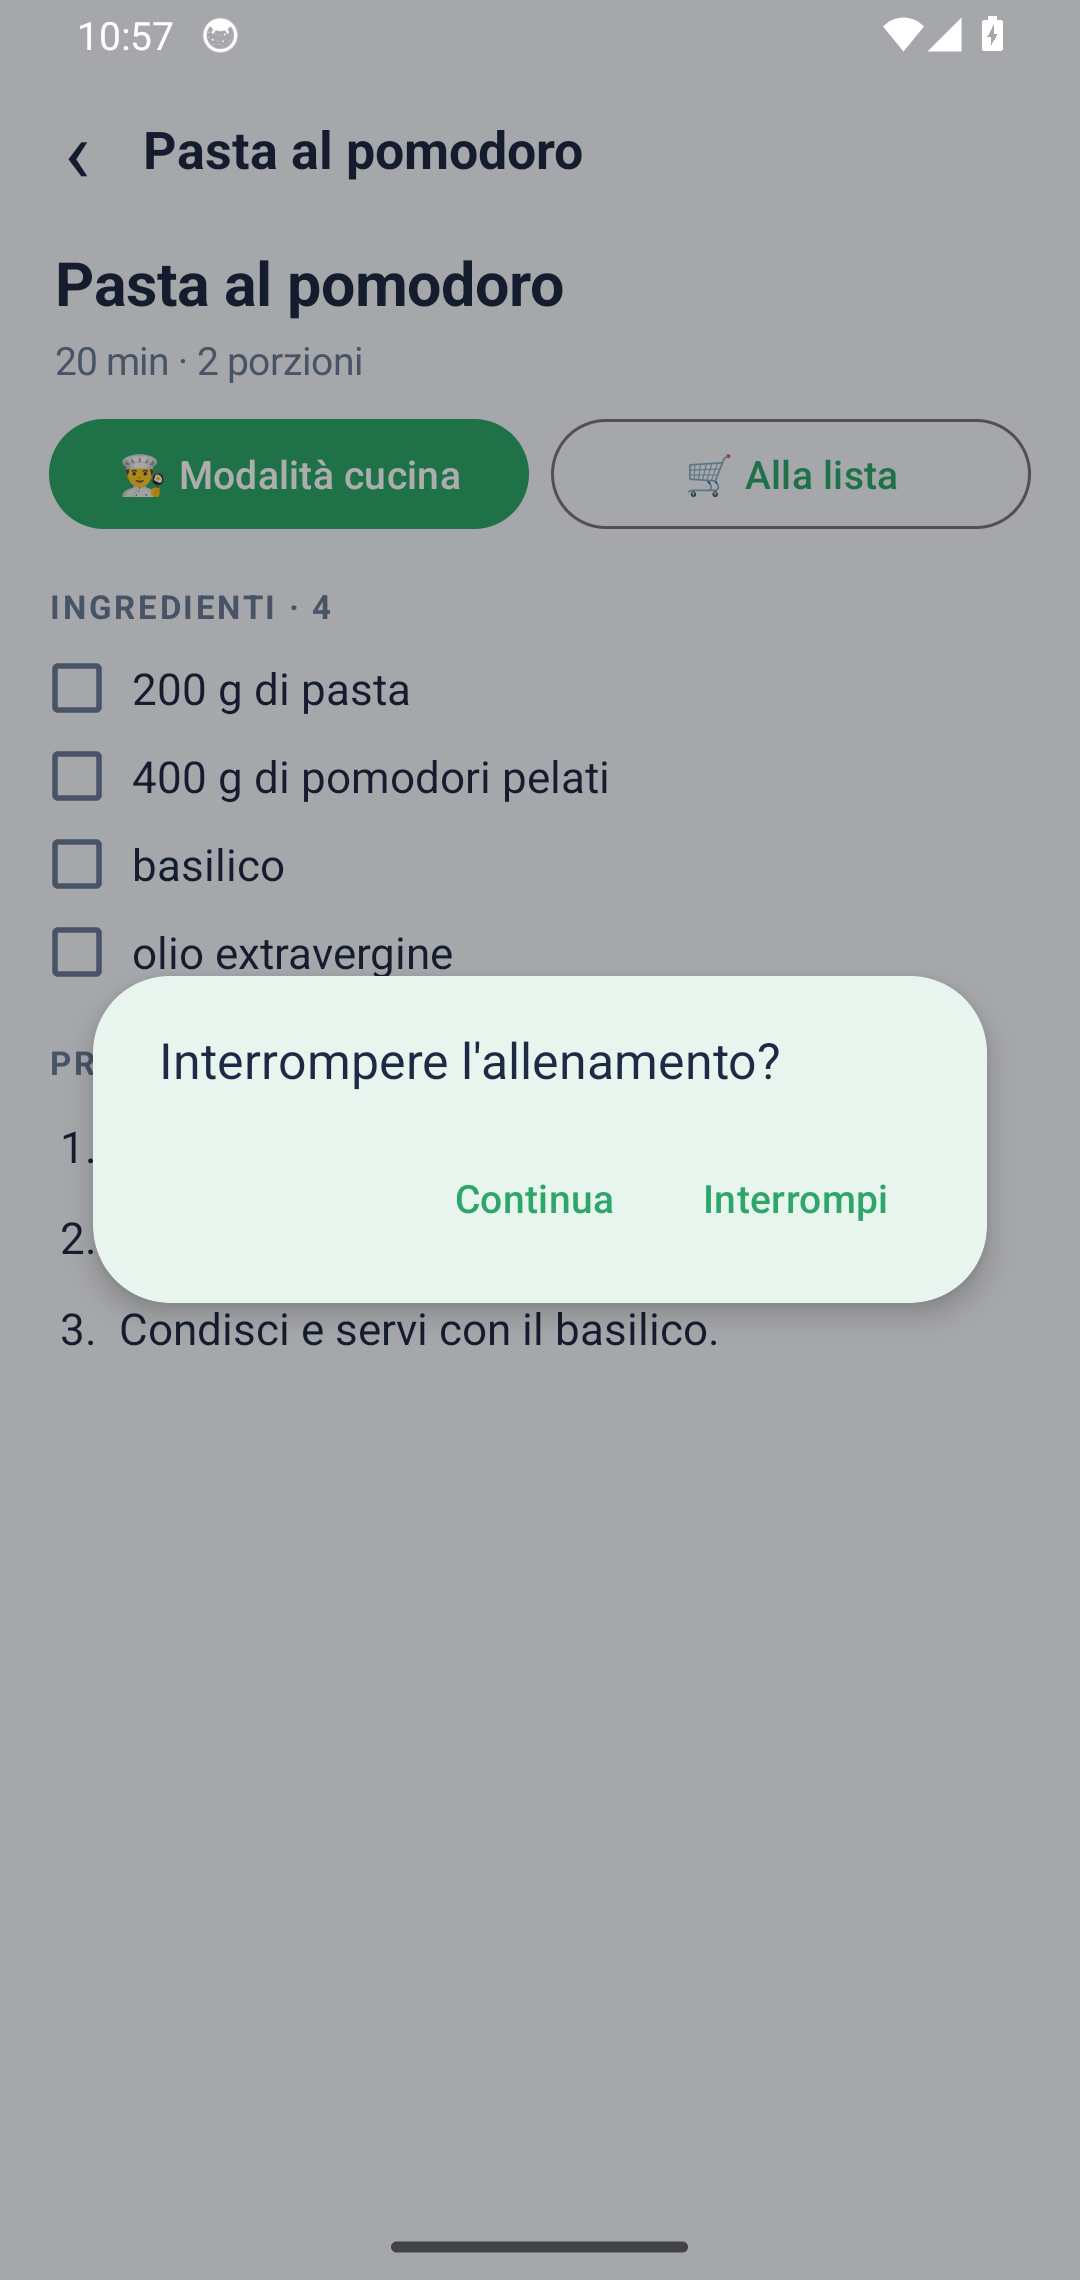 10:57
‹ Pasta al pomodoro
Pasta al pomodoro
20 min · 2 porzioni
Modalità cucina
Alla lista
INGREDIENTI · 4
200 g di pasta
400 g di pomodori pelati
basilico
olio extravergine
Interrompere l'allenamento?
1.
Continua Interrompi
2.
3. Condisci e servi con il basilico.